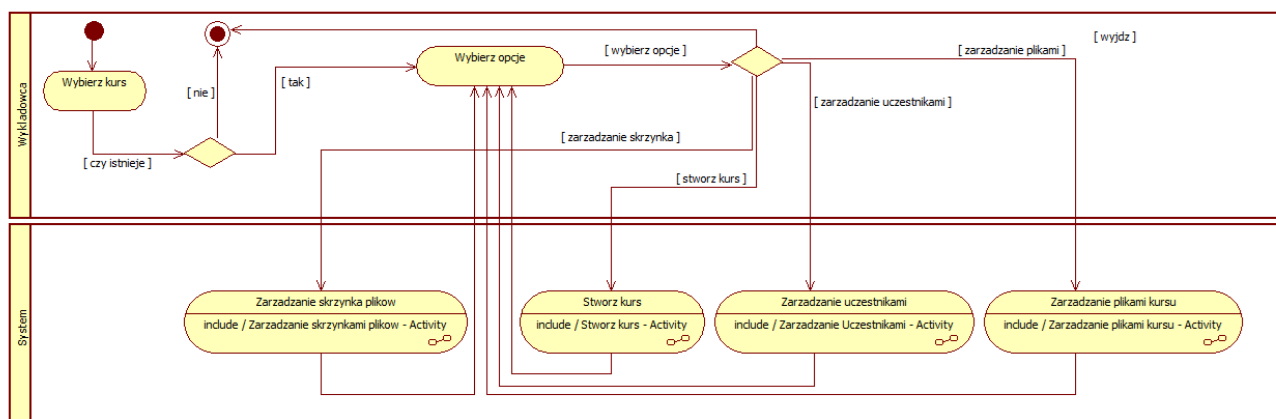 Wykladowca
Wybierz kurs
[ czy istnieje ]
[ nie ]
[ tak ]
Wybierz opcje
[ wybierz opcje ]
[ wyjdz ]
[ zarzadzanie plikami ]
[ zarzadzanie uczestnikami ]
[ zarzadzanie skrzynka ]
[ stworz kurs ]
System
Zarzadzanie skrzynka plikow
include / Zarzadzanie skrzynkami plikow - Activity
Stworz kurs
include / Stworz kurs - Activity
Zarzadzanie uczestnikami
include / Zarzadzanie Uczestnikami - Activity
Zarzadzanie plikami kursu
include / Zarzadzanie plikami kursu - Activity